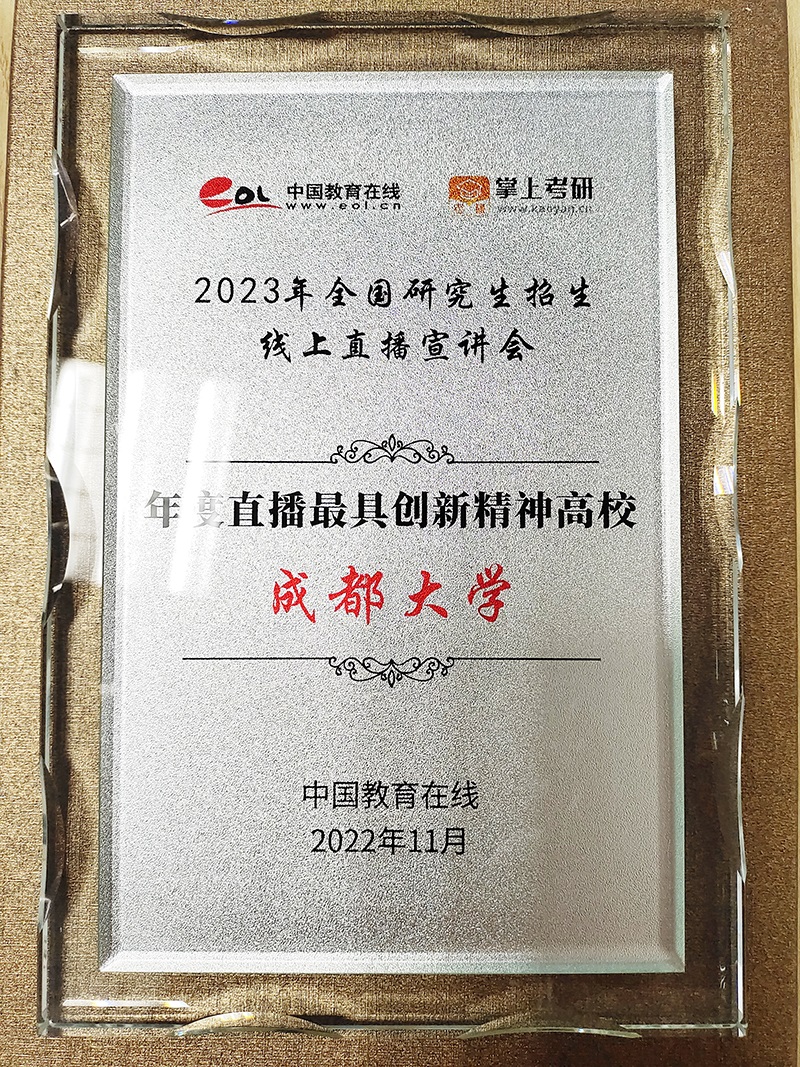 eoL 中国教育在线
www.eol.cn
掌上考研
www.kaoyan.cn
2023年全国研究生招生
线上直播宣讲会
年度直播最具创新精神高校
成都大学
中国教育在线
2022年11月